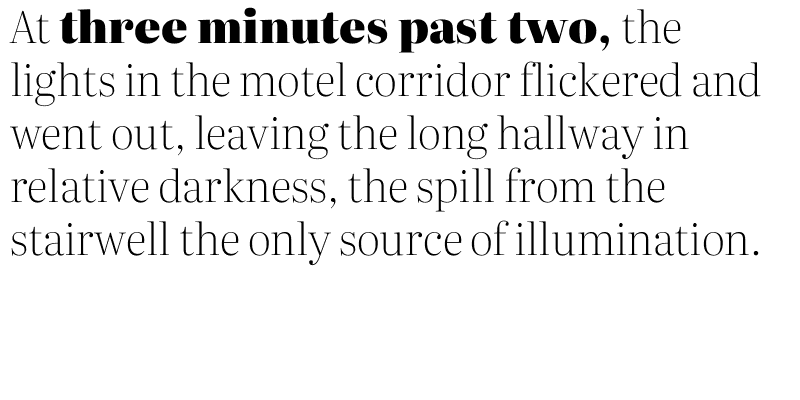 At three minutes past two, the
lights in the motel corridor flickered and
went out, leaving the long hallway in
relative darkness, the spill from the
stairwell the only source of illumination.